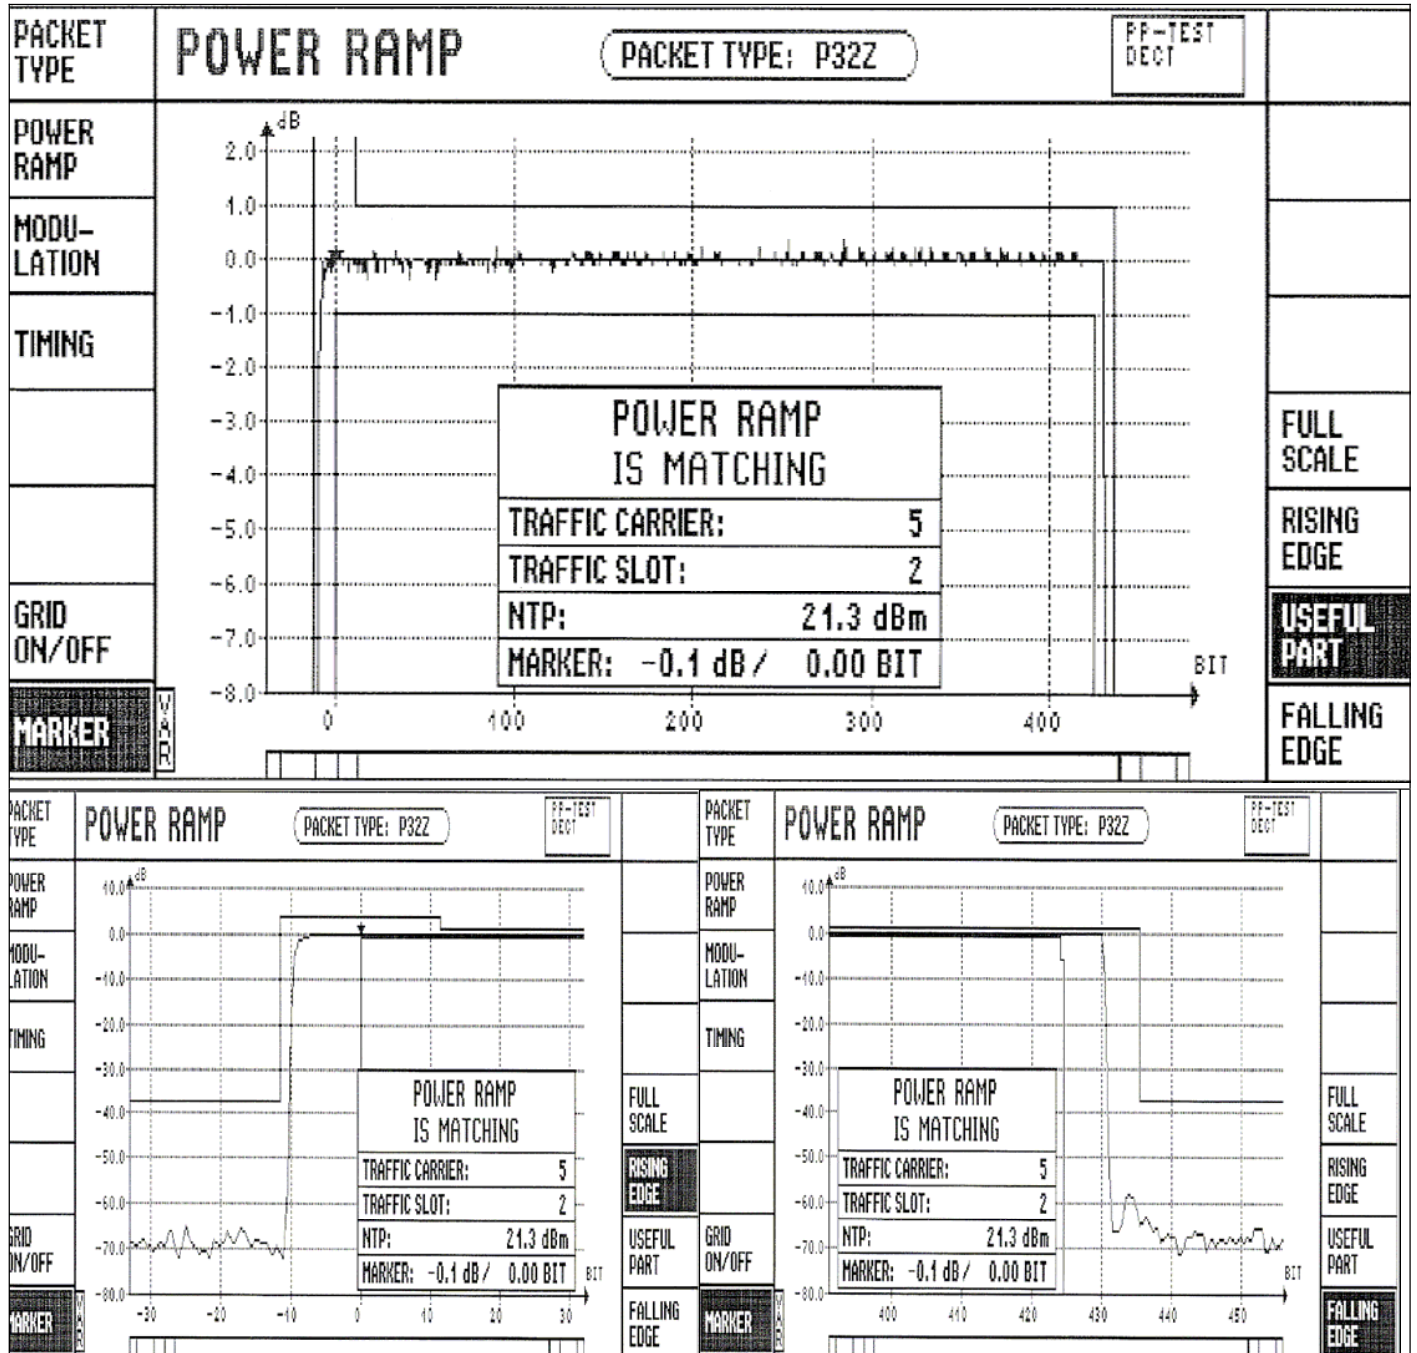 PACKET
TYPE
POWER RAMP
PACKET TYPE: P32Z
PP-TEST
DECT
POWER
RAMP
MODU-
LATION
TIMING
GRID
ON/OFF
MARKER
VAR
dB
2.0
1.0
0.0
-1.0
-2.0
-3.0
-4.0
-5.0
-6.0
-7.0
-8.0
0
100
200
300
400
BIT
POWER RAMP
IS MATCHING
TRAFFIC CARRIER: 5
TRAFFIC SLOT: 2
NTP: 21.3 dBm
MARKER: -0.1 dB / 0.00 BIT
FULL
SCALE
RISING
EDGE
USEFUL
PART
FALLING
EDGE
PACKET
TYPE
POWER RAMP
PACKET TYPE: P32Z
PP-TEST
DECT
POWER
RAMP
MODU-
LATION
TIMING
GRID
ON/OFF
MARKER
VAR
dB
10.0
0.0
-10.0
-20.0
-30.0
-40.0
-50.0
-60.0
-70.0
-80.0
-30
-20
-10
0
10
20
30
BIT
POWER RAMP
IS MATCHING
TRAFFIC CARRIER: 5
TRAFFIC SLOT: 2
NTP: 21.3 dBm
MARKER: -0.1 dB / 0.00 BIT
FULL
SCALE
RISING
EDGE
USEFUL
PART
FALLING
EDGE
PACKET
TYPE
POWER RAMP
PACKET TYPE: P32Z
PP-TEST
DECT
POWER
RAMP
MODU-
LATION
TIMING
GRID
ON/OFF
MARKER
VAR
dB
10.0
0.0
-10.0
-20.0
-30.0
-40.0
-50.0
-60.0
-70.0
-80.0
400
410
420
430
440
450
BIT
POWER RAMP
IS MATCHING
TRAFFIC CARRIER: 5
TRAFFIC SLOT: 2
NTP: 21.3 dBm
MARKER: -0.1 dB / 0.00 BIT
FULL
SCALE
RISING
EDGE
USEFUL
PART
FALLING
EDGE